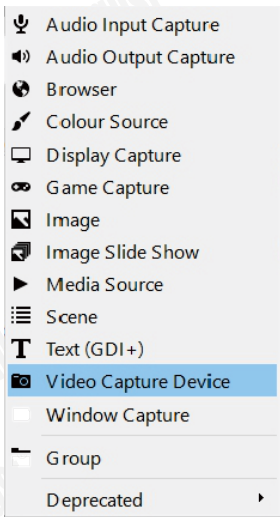 Audio Input Capture
Audio Output Capture
Browser
Colour Source
Display Capture
Game Capture
Image
Image Slide Show
Media Source
Scene
Text (GDI+)
Video Capture Device
Window Capture
Group
Deprecated